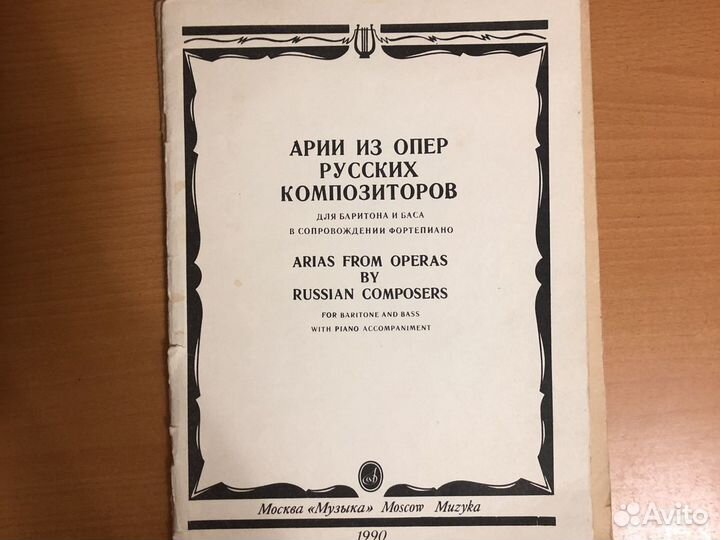 АРИИ ИЗ ОПЕР
РУССКИХ
КОМПОЗИТОРОВ
ДЛЯ БАРИТОНА И БАСА
В СОПРОВОЖДЕНИИ ФОРТЕПИАНО
ARIAS FROM OPERAS
BY
RUSSIAN COMPOSERS
FOR BARITONE AND BASS
WITH PIANO ACCOMPANIMENT
Москва «Музыка» Moscow Muzyka
1990
Avito